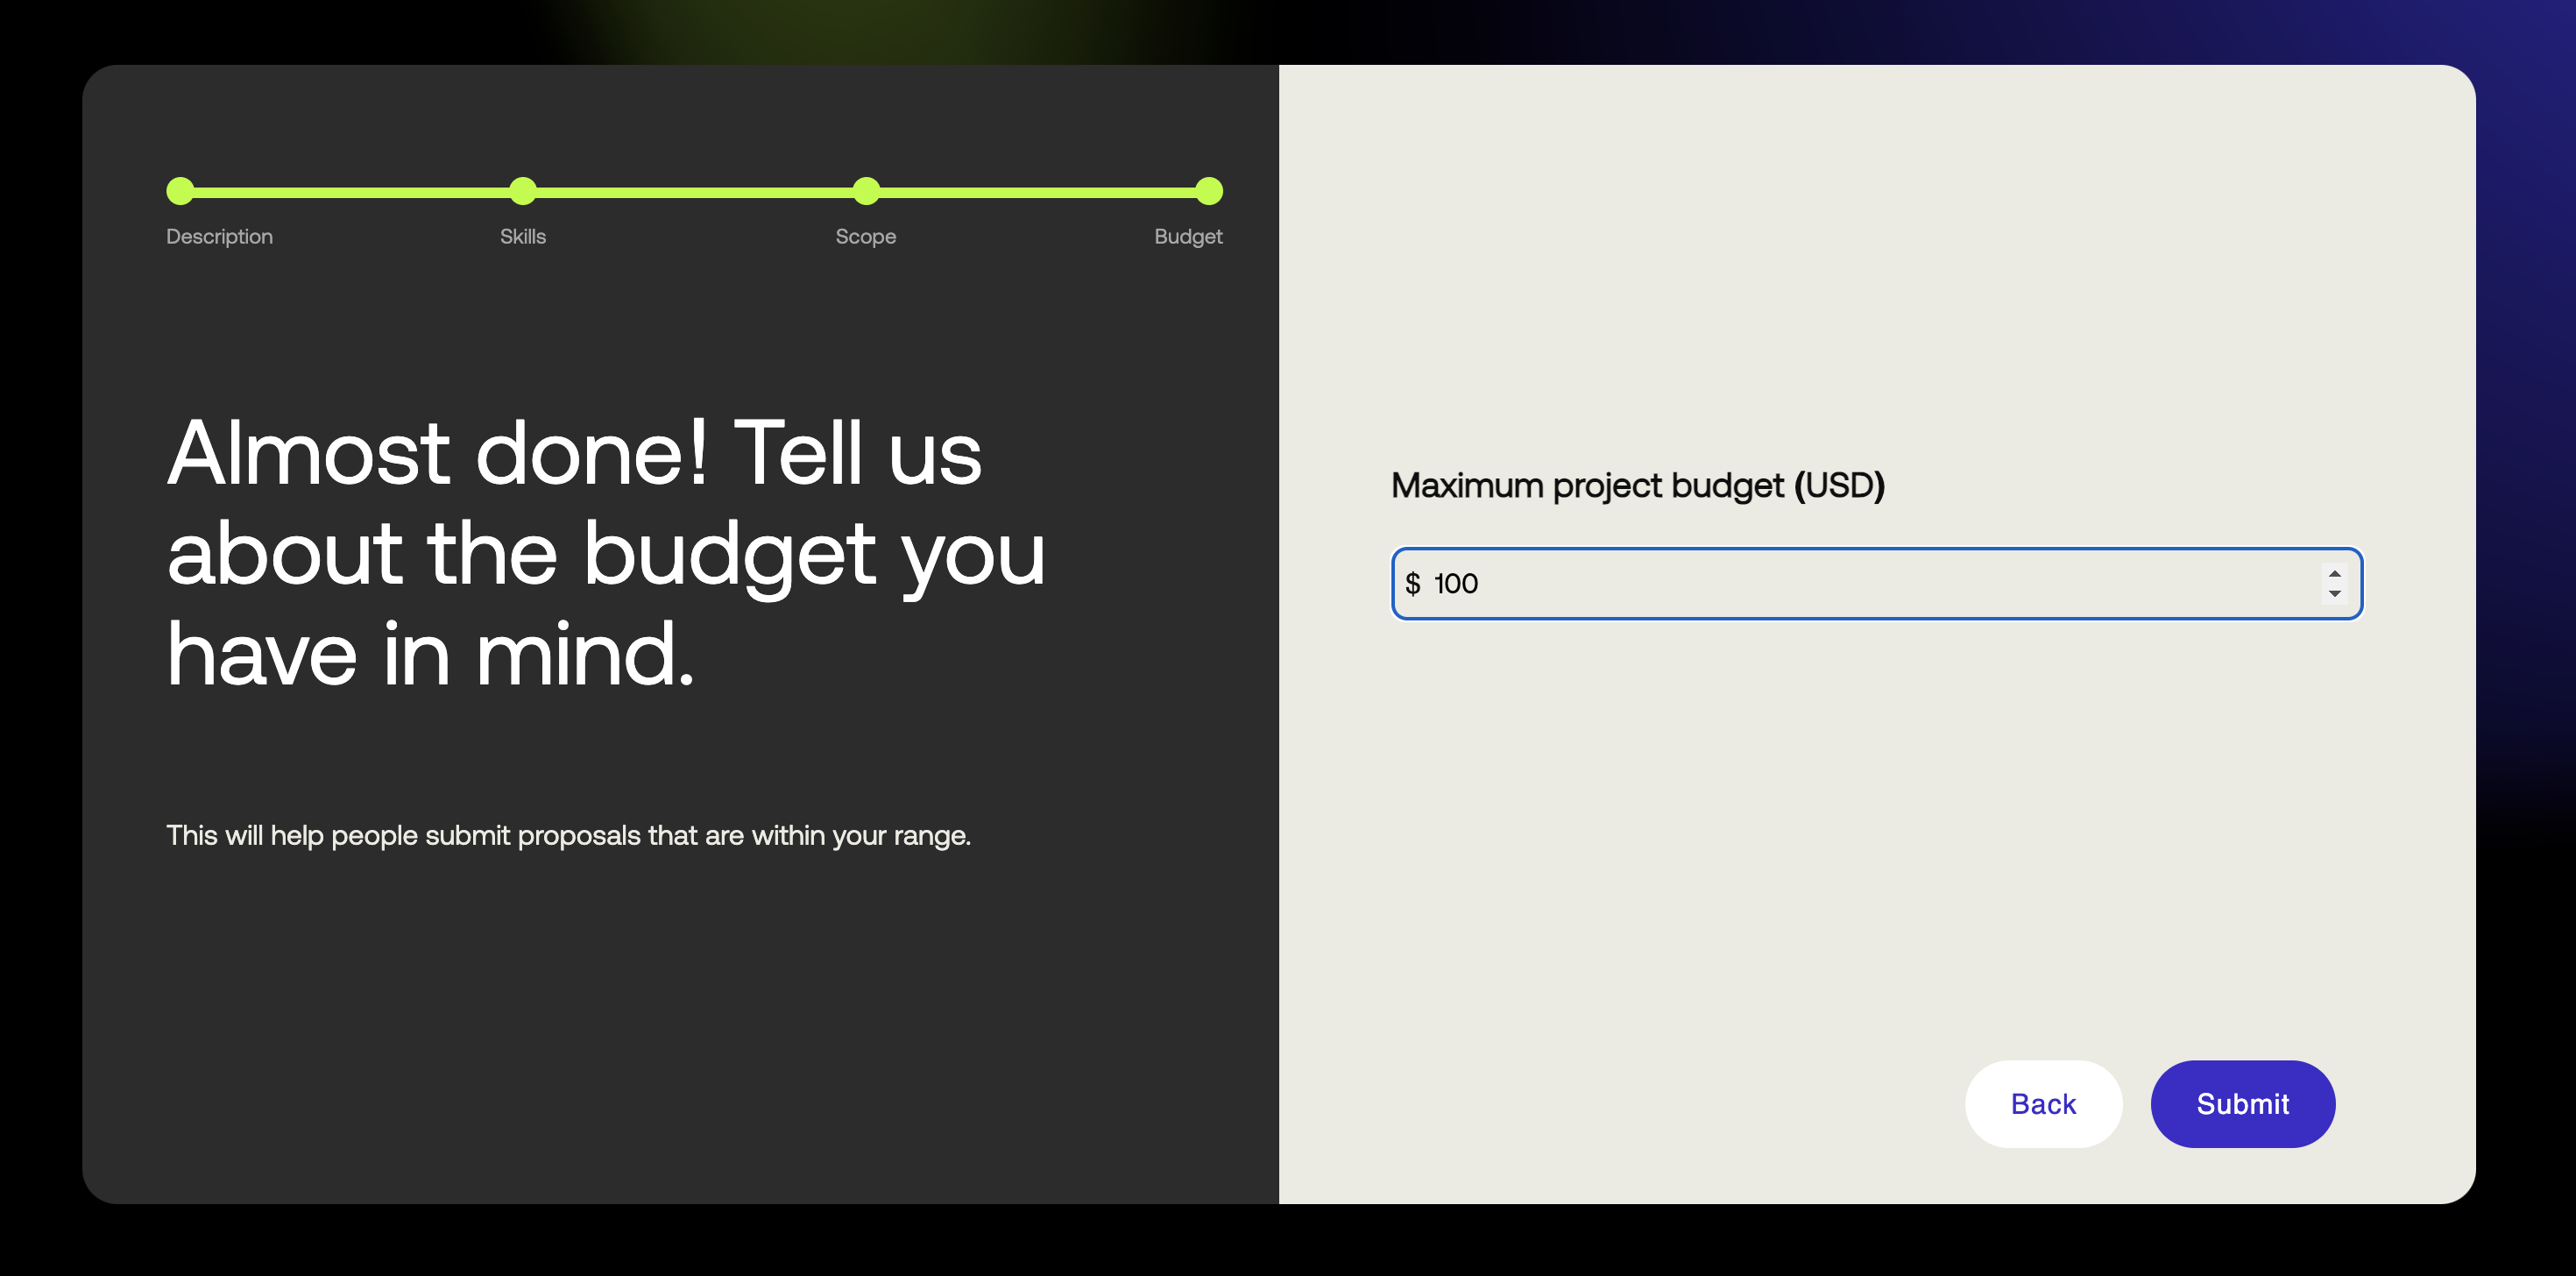 Description
Skills
Scope
Budget
Almost done! Tell us
about the budget you
have in mind.
This will help people submit proposals that are within your range.
Maximum project budget (USD)
$ 100
Back
Submit